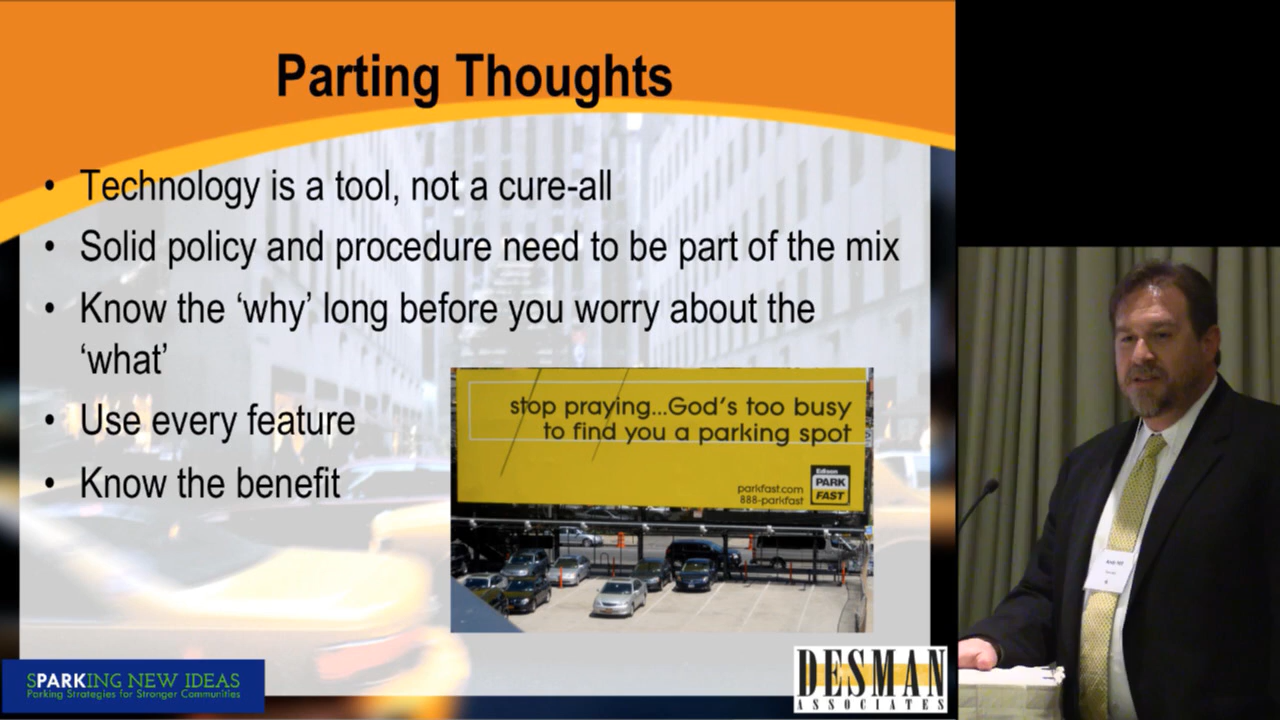 Parting Thoughts
• Technology is a tool, not a cure-all
• Solid policy and procedure need to be part of the mix
• Know the ‘why’ long before you worry about the
‘what’
• Use every feature
• Know the benefit
stop praying...God's too busy
to find you a parking spot
parkfast.com
888-parkfast
Edison
PARK
FAST
SPARKING NEW IDEAS
Parking Strategies for Stronger Communities
DESMAN
ASSOCIATES